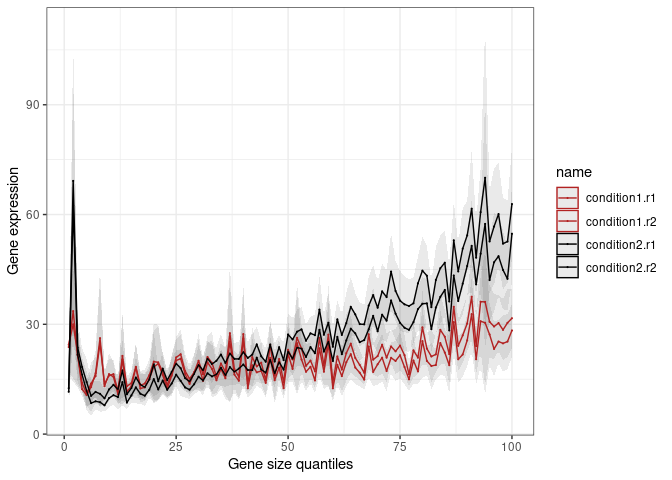 90
60
30
0
0
25
50
75
100
Gene size quantiles
Gene expression
name
condition1.r1
condition1.r2
condition2.r1
condition2.r2